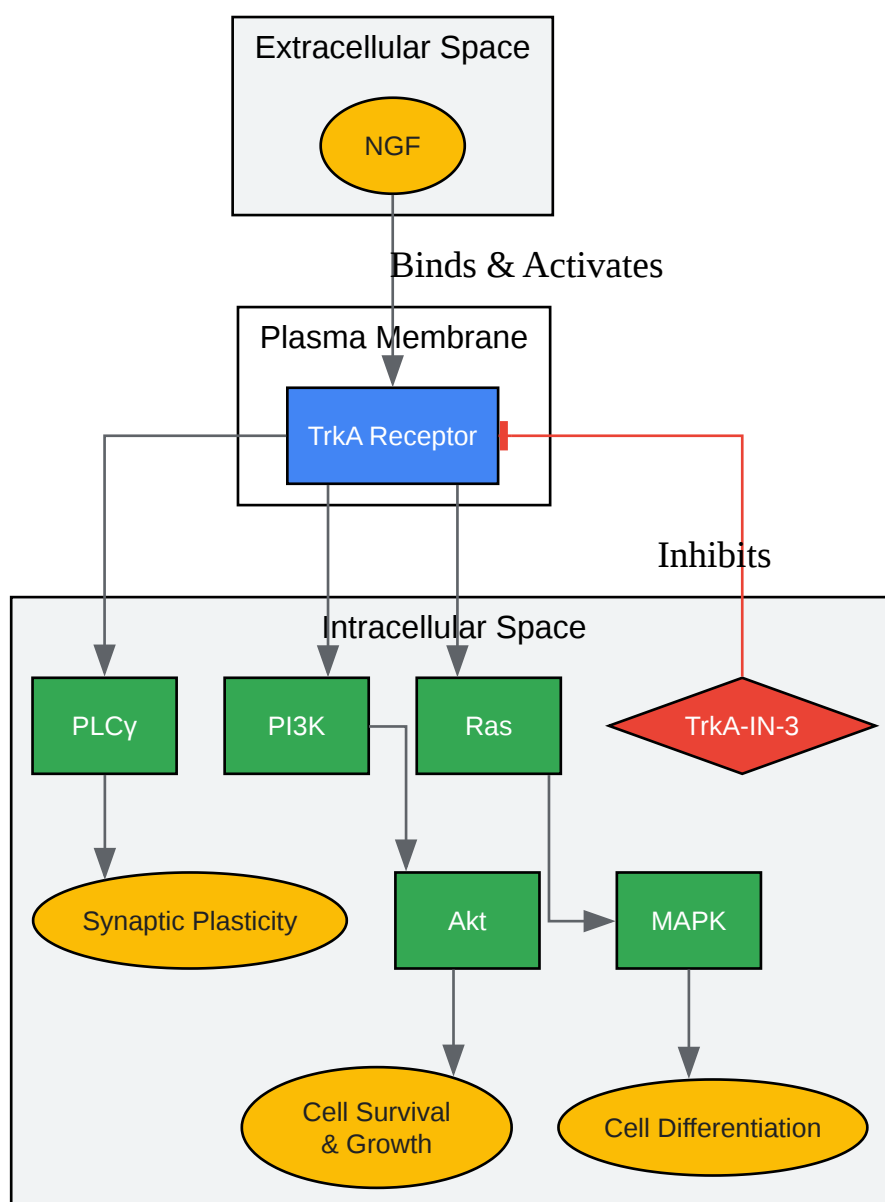 Extracellular Space
NGF
Binds & Activates
Plasma Membrane
TrkA Receptor
Inhibits
Intracellular Space
PLCγ
PI3K
Ras
TrkA-IN-3
Synaptic Plasticity
Akt
MAPK
Cell Survival
& Growth
Cell Differentiation